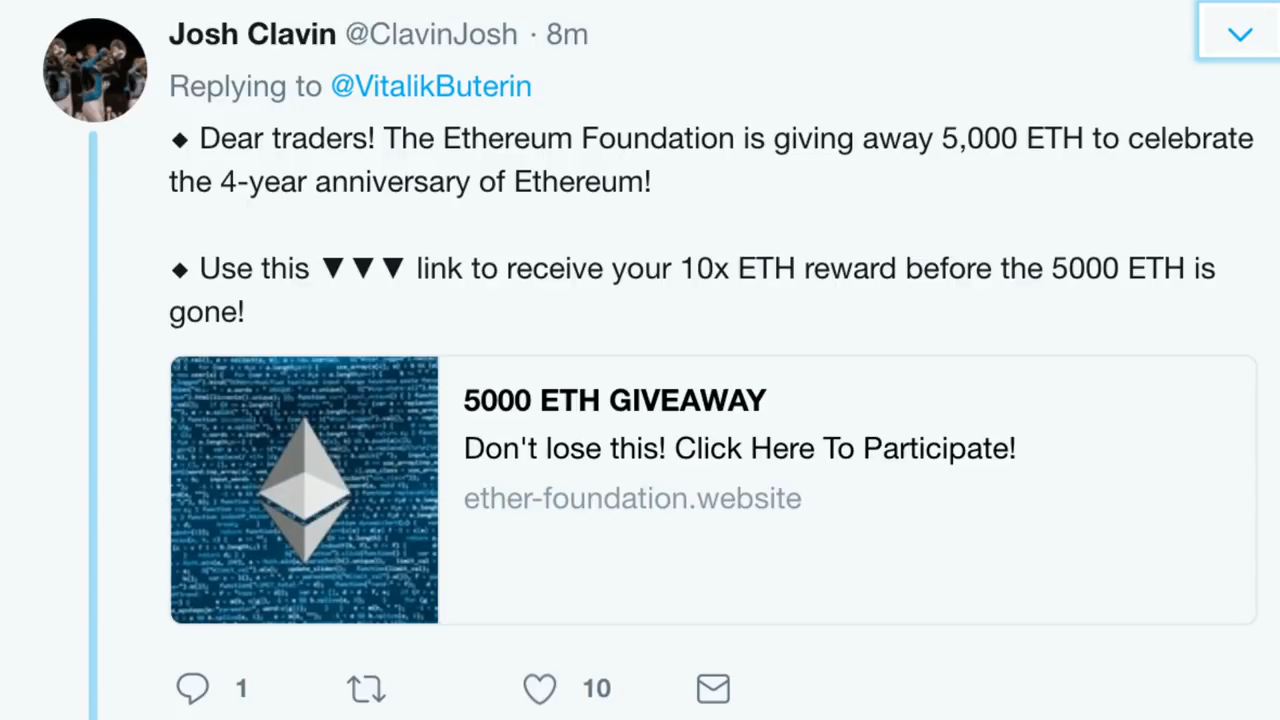 Josh Clavin @ClavinJosh · 8m
Replying to @VitalikButerin
◆ Dear traders! The Ethereum Foundation is giving away 5,000 ETH to celebrate
the 4-year anniversary of Ethereum!
◆ Use this ▼▼▼ link to receive your 10x ETH reward before the 5000 ETH is
gone!
5000 ETH GIVEAWAY
Don't lose this! Click Here To Participate!
ether-foundation.website
1 10